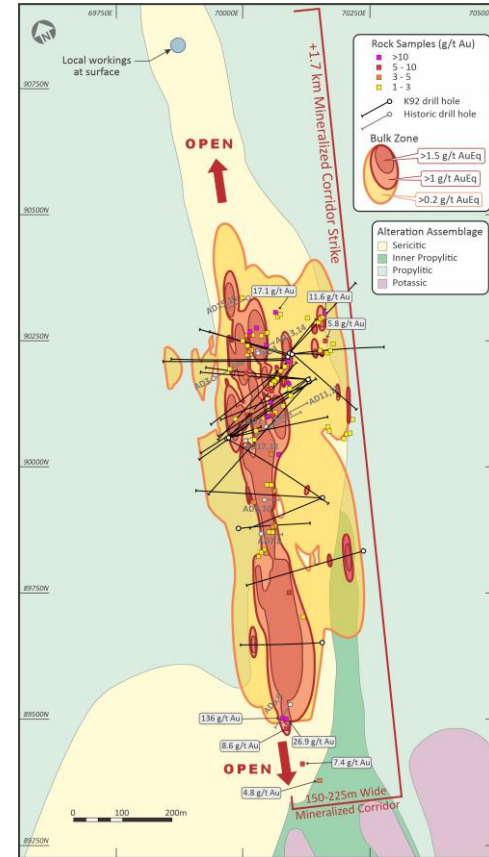 69750E
70000E
70250E
70500E
Local workings
at surface
90750N
OPEN
+1.7 km Mineralized Corridor Strike
Rock Samples (g/t Au)
>10
5 - 10
3 - 5
1 - 3
K92 drill hole
Historic drill hole
Bulk Zone
>1.5 g/t AuEq
>1 g/t AuEq
>0.2 g/t AuEq
Alteration Assemblage
Sericitic
Inner Propylitic
Propylitic
Potassic
90500N
17.1 g/t Au
11.6 g/t Au
5.8 g/t Au
90250N
90000N
89750N
89500N
136 g/t Au
8.6 g/t Au
26.9 g/t Au
OPEN
7.4 g/t Au
4.8 g/t Au
150-225m Wide
Mineralized Corridor
0
100
200m
89250N